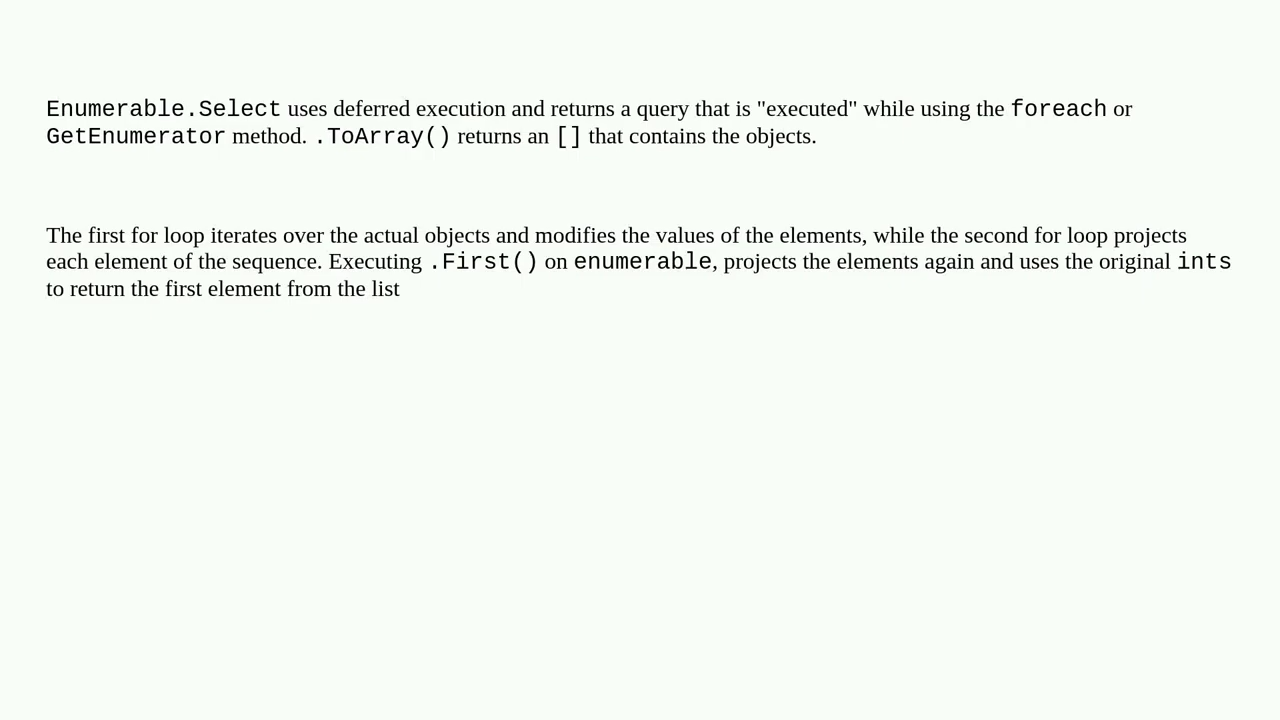 Enumerable.Select uses deferred execution and returns a query that is "executed" while using the foreach or
GetEnumerator method. .ToArray() returns an [] that contains the objects.
The first for loop iterates over the actual objects and modifies the values of the elements, while the second for loop projects
each element of the sequence. Executing .First() on enumerable, projects the elements again and uses the original ints
to return the first element from the list